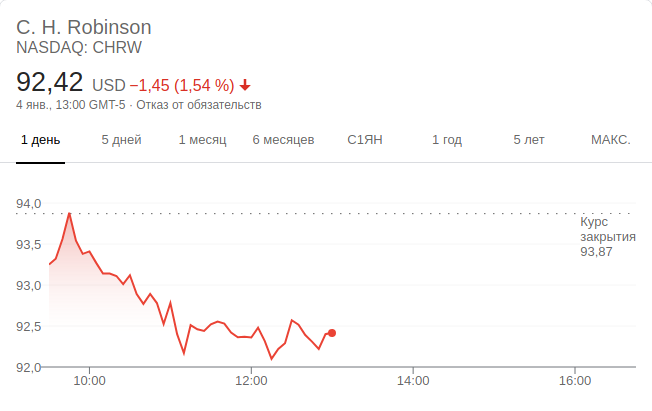 C. H. Robinson
NASDAQ: CHRW
92,42 USD −1,45 (1,54 %)
4 янв., 13:00 GMT-5 · Отказ от обязательств
1 день 5 дней 1 месяц 6 месяцев С1ЯН 1 год 5 лет МАКС.
94,0
Курс
закрытия
93,87
93,5
93,0
92,5
92,0
10:00 12:00 14:00 16:00